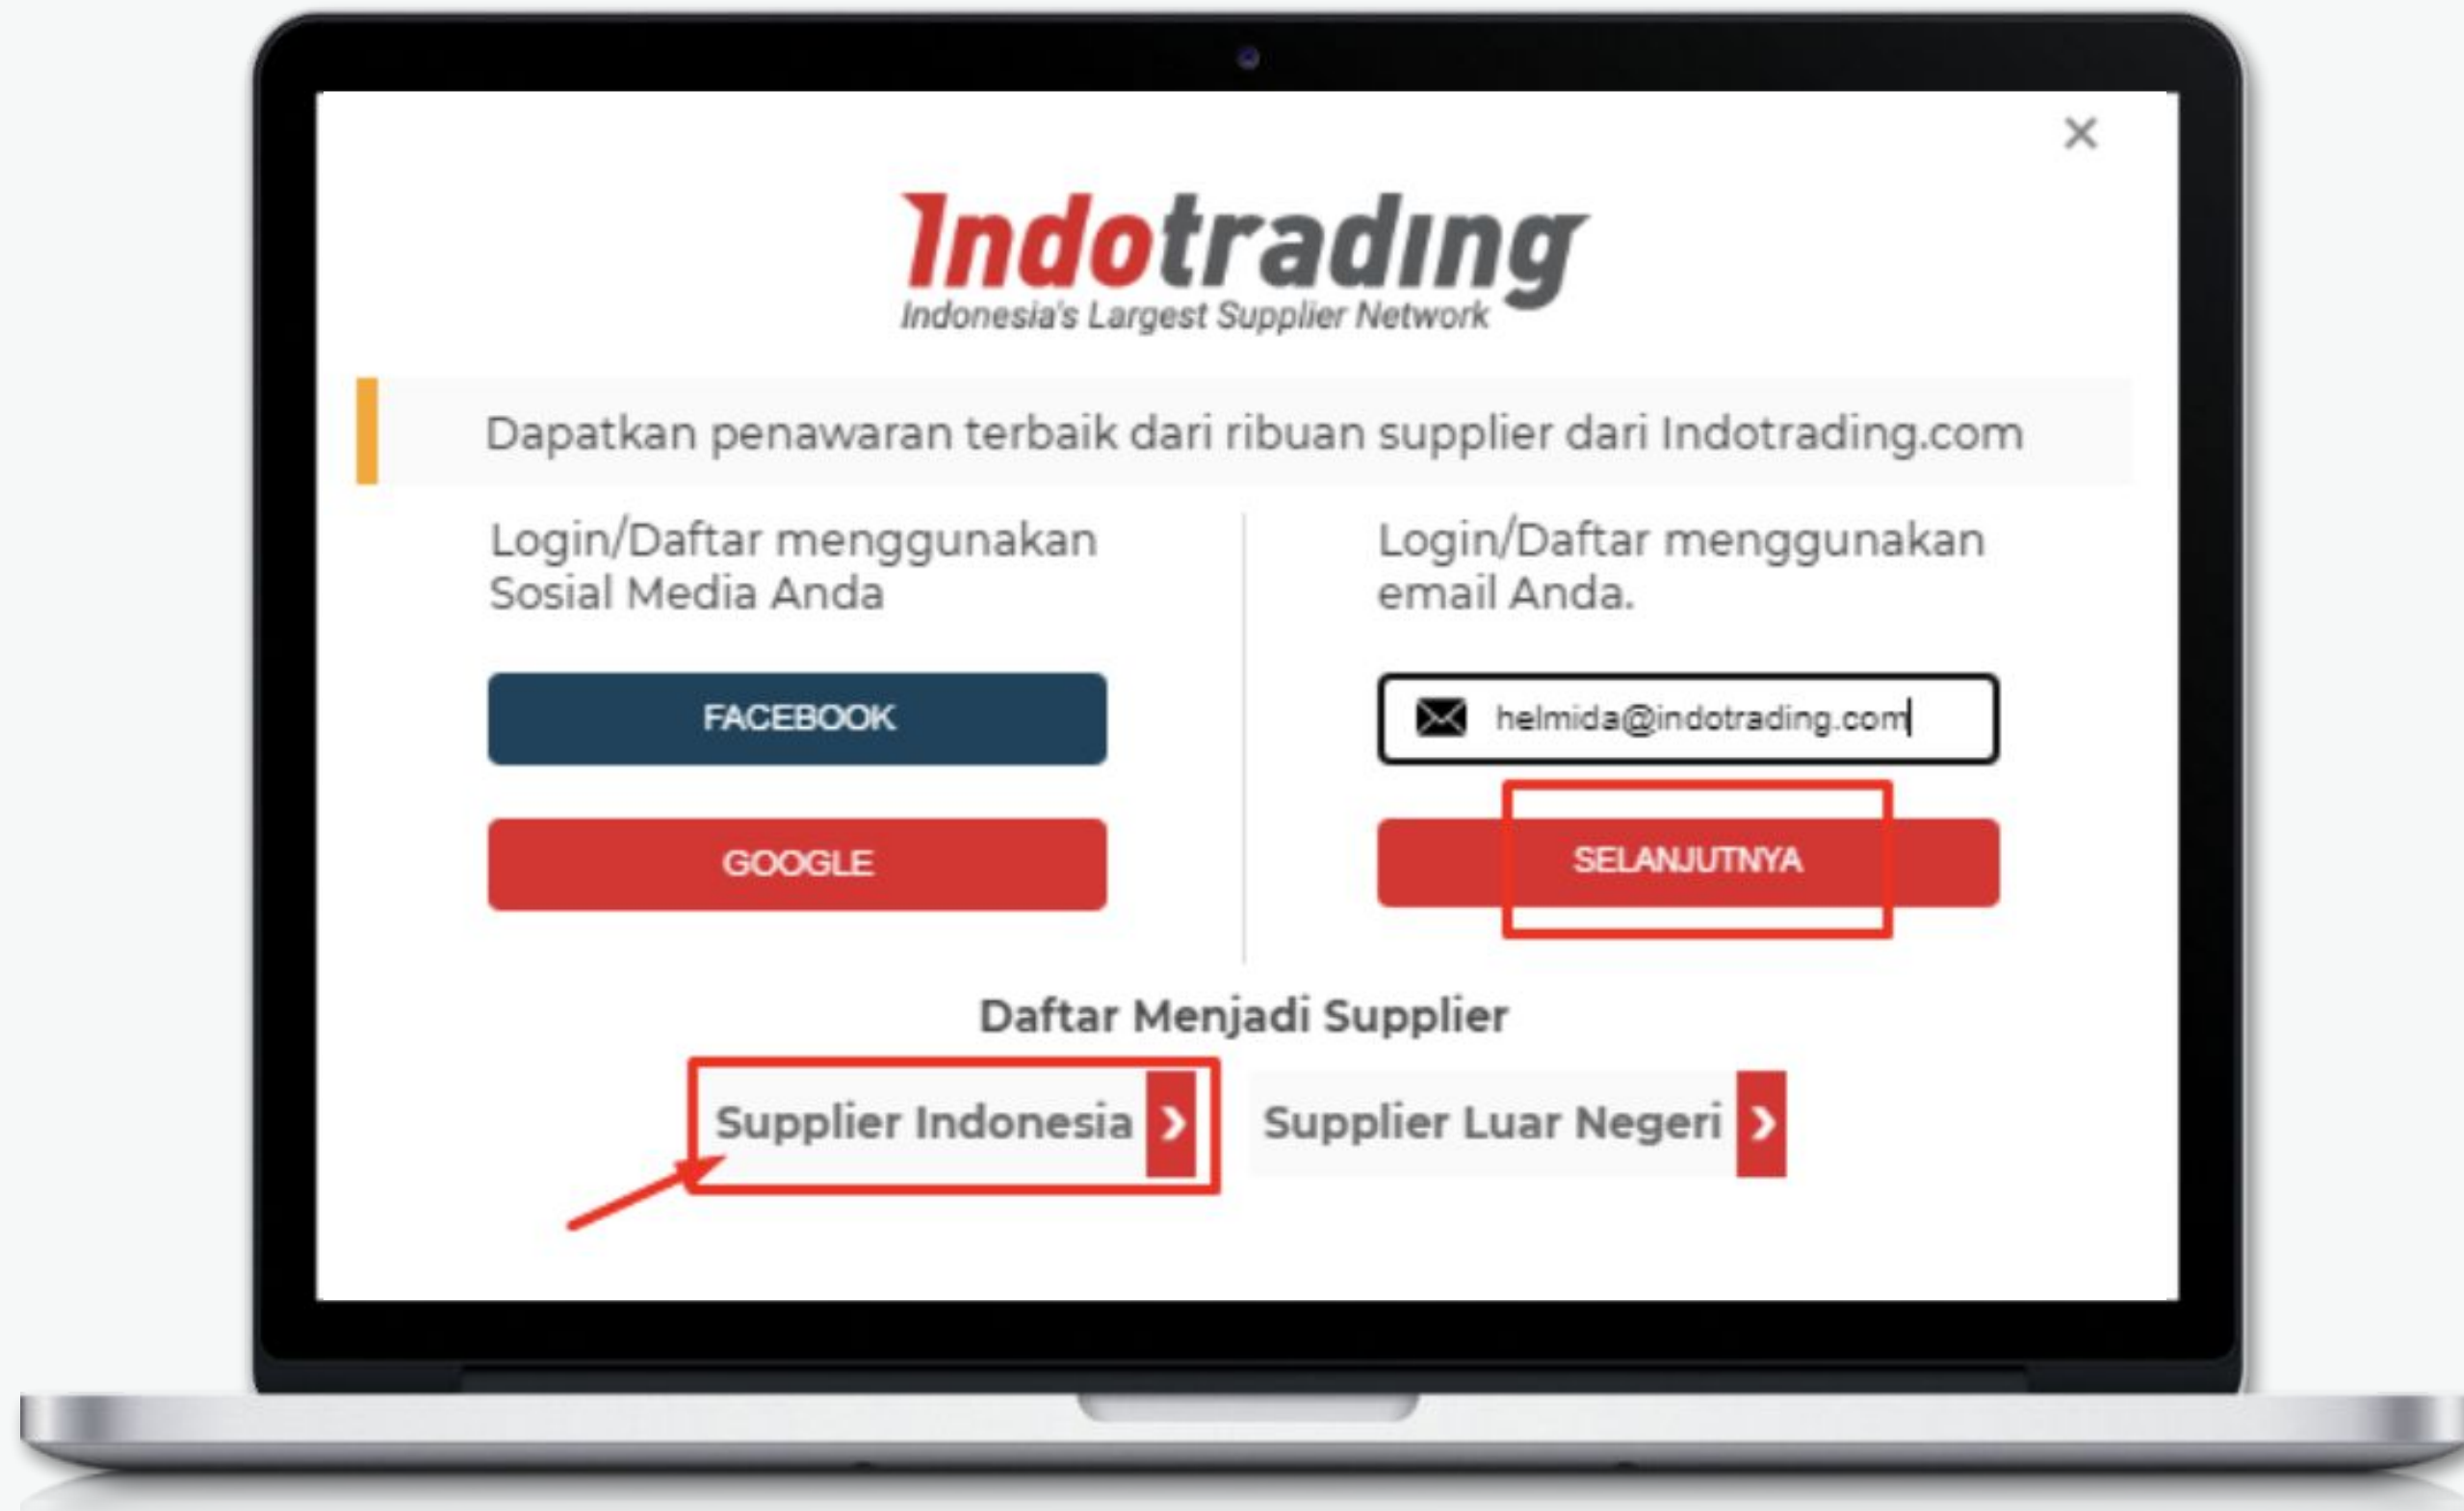 Indotrading
Indonesia's Largest Supplier Network
Dapatkan penawaran terbaik dari ribuan supplier dari Indotrading.com
Login/Daftar menggunakan
Sosial Media Anda
FACEBOOK
GOOGLE
Login/Daftar menggunakan
email Anda.
helmida@indotrading.com
SELANJUTNYA
Daftar Menjadi Supplier
Supplier Indonesia
Supplier Luar Negeri